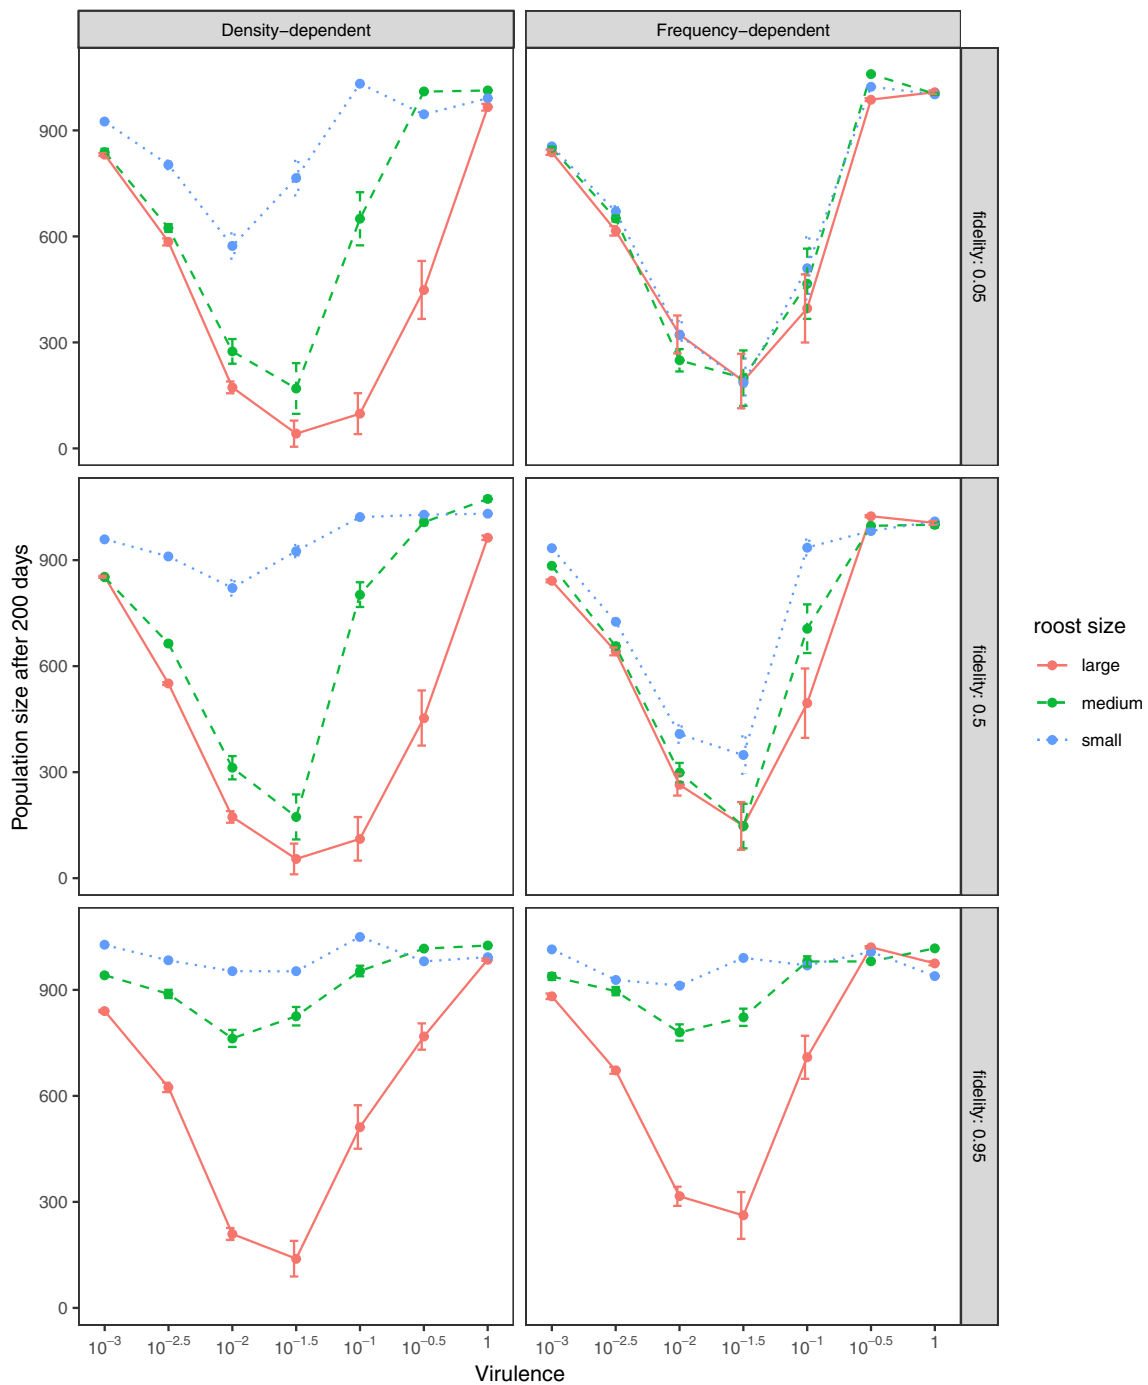 Density−dependent
Frequency−dependent
900
600
300
0
fidelity: 0.05
900
600
300
0
fidelity: 0.5
900
600
300
0
fidelity: 0.95
Population size after 200 days
10⁻³ 10⁻²·⁵ 10⁻² 10⁻¹·⁵ 10⁻¹ 10⁻⁰·⁵ 1
10⁻³ 10⁻²·⁵ 10⁻² 10⁻¹·⁵ 10⁻¹ 10⁻⁰·⁵ 1
Virulence
roost size
large
medium
small